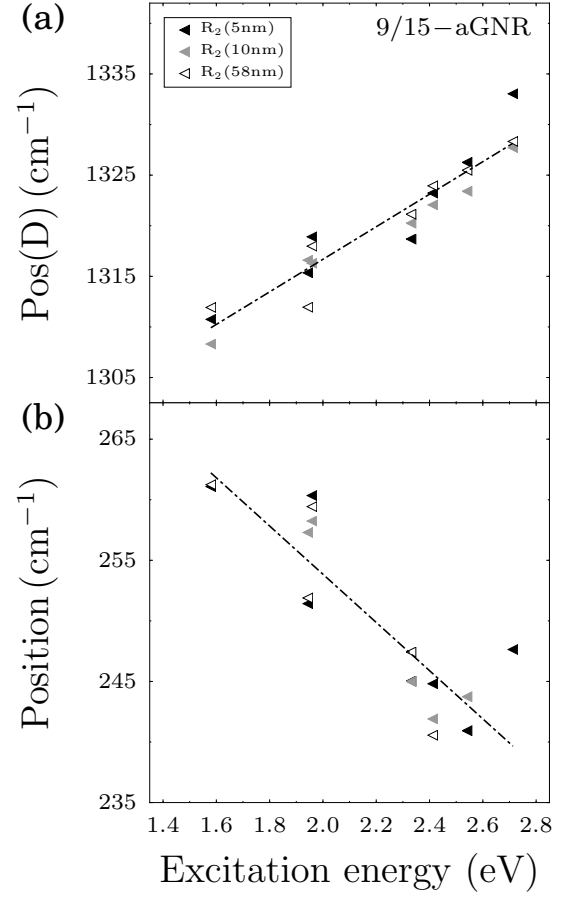 (a)
9/15−aGNR
R₂(5nm)
R₂(10nm)
R₂(58nm)
Pos(D) (cm⁻¹)
1335
1325
1315
1305
(b)
Position (cm⁻¹)
265
255
245
235
1.4 1.6 1.8 2.0 2.2 2.4 2.6 2.8
Excitation energy (eV)